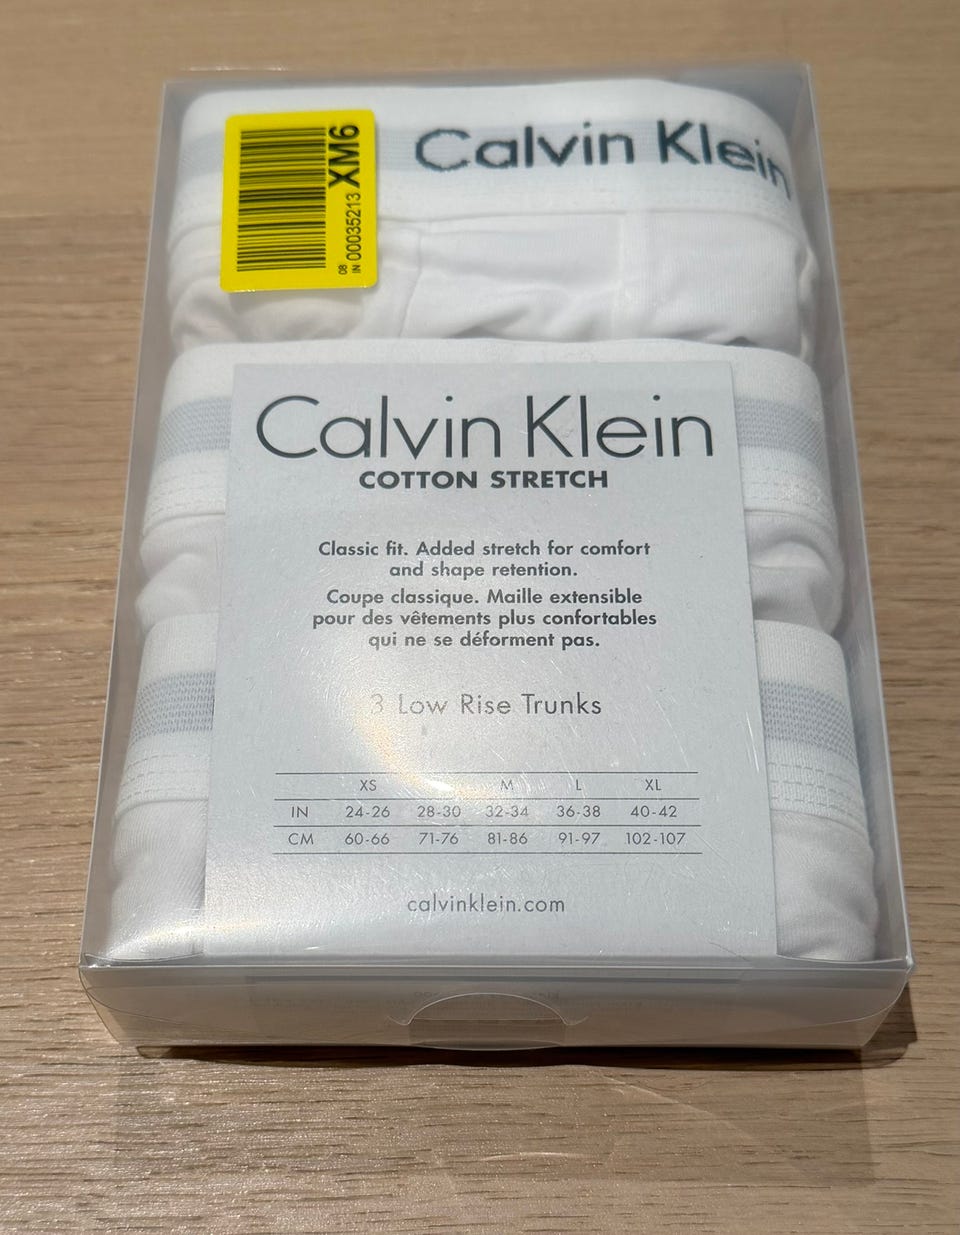 Calvin Klein
XM6
08
IN 00035213
Calvin Klein
COTTON STRETCH
Classic fit. Added stretch for comfort
and shape retention.
Coupe classique. Maille extensible
pour des vêtements plus confortables
qui ne se déforment pas.
3 Low Rise Trunks
XS M L XL
IN 24-26 28-30 32-34 36-38 40-42
CM 60-66 71-76 81-86 91-97 102-107
calvinklein.com